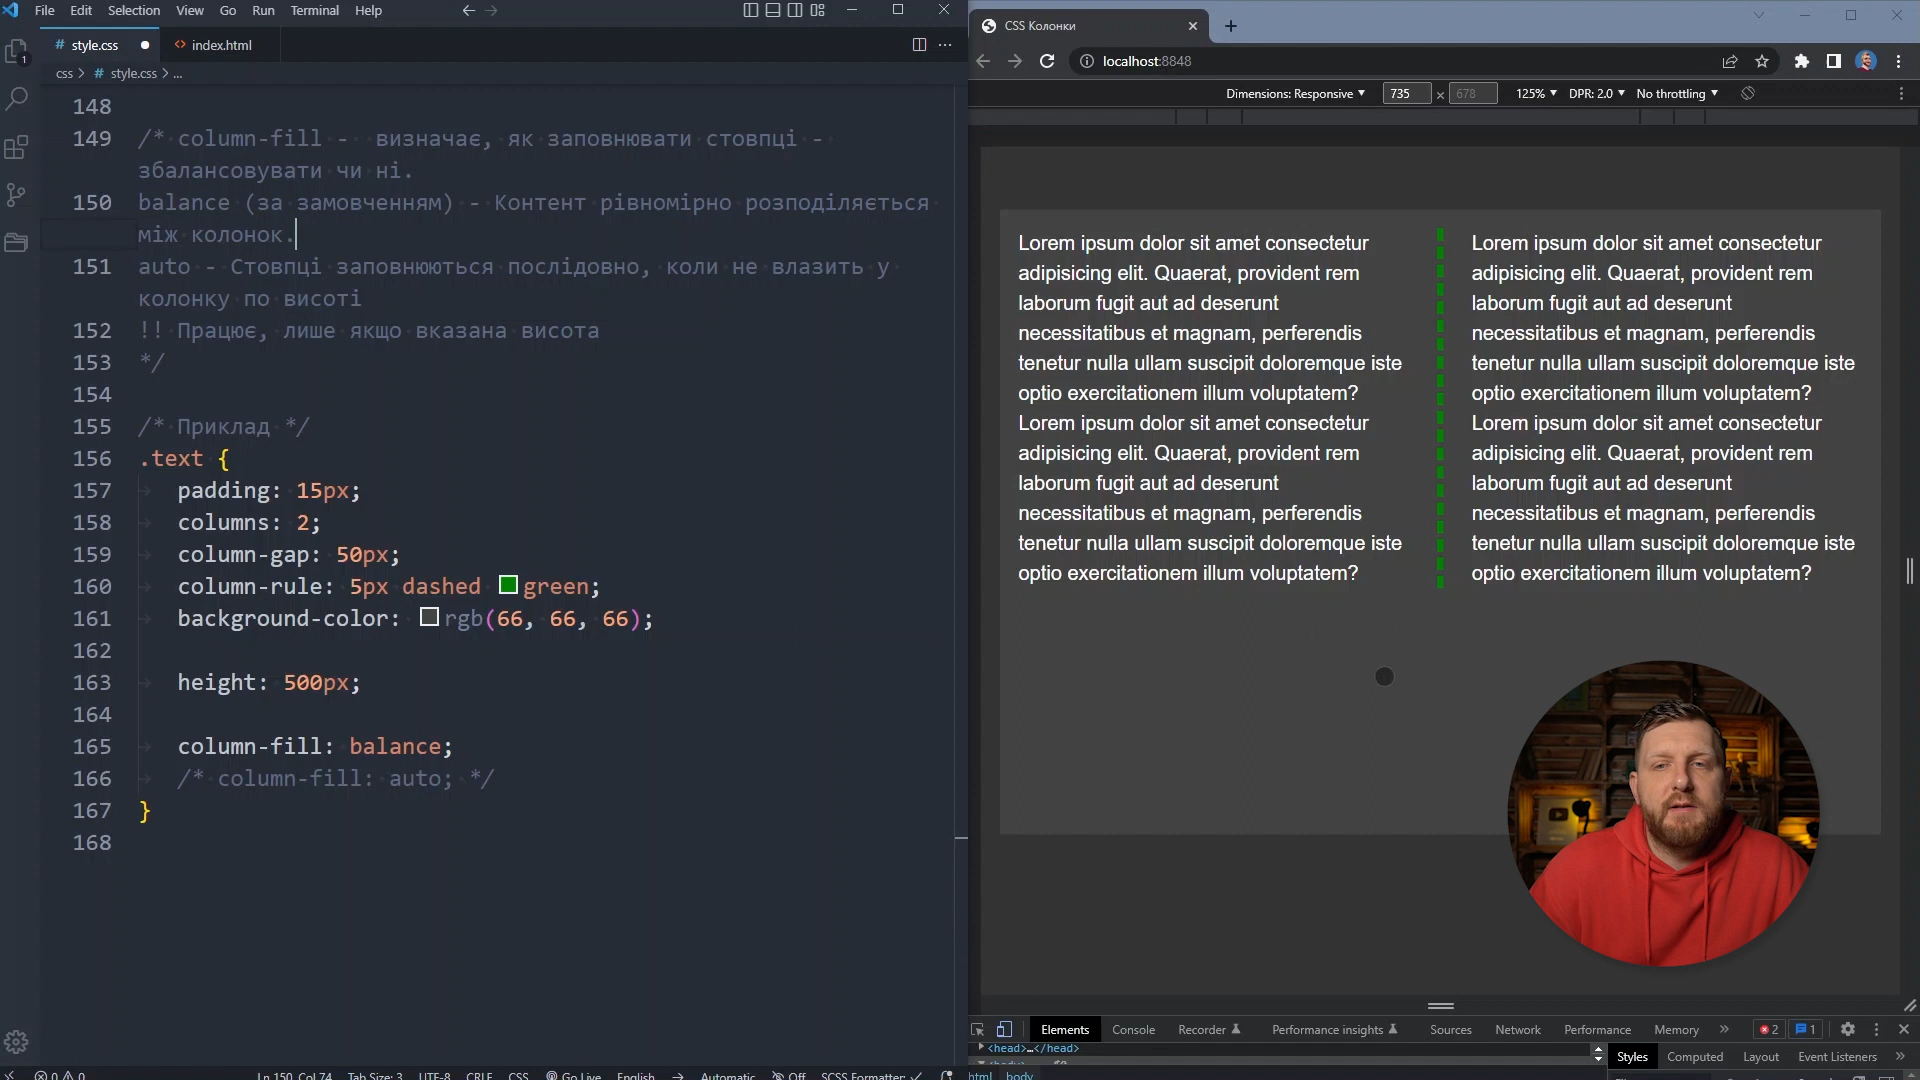 File Edit Selection View Go Run Terminal Help
style.css
index.html
css > # style.css > ...
148
149 /* column-fill - визначає, як заповнювати стовпці -
збалансовувати чи ні.
150 balance (за замовченням) - Контент рівномірно розподіляється
між колонок.
151 auto - Стовпці заповнюються послідовно, коли не влазить у
колонку по висоті
152 !! Працює, лише якщо вказана висота
153 */
154
155 /* Приклад */
156 .text {
157 padding: 15px;
158 columns: 2;
159 column-gap: 50px;
160 column-rule: 5px dashed green;
161 background-color: rgb(66, 66, 66);
162
163 height: 500px;
164
165 column-fill: balance;
166 /* column-fill: auto; */
167 }
168
0 0
Ln 150, Col 74 Tab Size: 3 UTF-8 CRLF CSS Go Live English Automatic Off SCSS Formatter:
CSS Колонки
localhost:8848
Dimensions: Responsive 735 × 678 125% DPR: 2.0 No throttling
Lorem ipsum dolor sit amet consectetur
adipisicing elit. Quaerat, provident rem
laborum fugit aut ad deserunt
necessitatibus et magnam, perferendis
tenetur nulla ullam suscipit doloremque iste
optio exercitationem illum voluptatem?
Lorem ipsum dolor sit amet consectetur
adipisicing elit. Quaerat, provident rem
laborum fugit aut ad deserunt
necessitatibus et magnam, perferendis
tenetur nulla ullam suscipit doloremque iste
optio exercitationem illum voluptatem?
Lorem ipsum dolor sit amet consectetur
adipisicing elit. Quaerat, provident rem
laborum fugit aut ad deserunt
necessitatibus et magnam, perferendis
tenetur nulla ullam suscipit doloremque iste
optio exercitationem illum voluptatem?
Lorem ipsum dolor sit amet consectetur
adipisicing elit. Quaerat, provident rem
laborum fugit aut ad deserunt
necessitatibus et magnam, perferendis
tenetur nulla ullam suscipit doloremque iste
optio exercitationem illum voluptatem?
Elements Console Recorder Performance insights Sources Network Performance Memory » 2 1
<head>…</head>
Styles Computed Layout Event Listeners »
html body